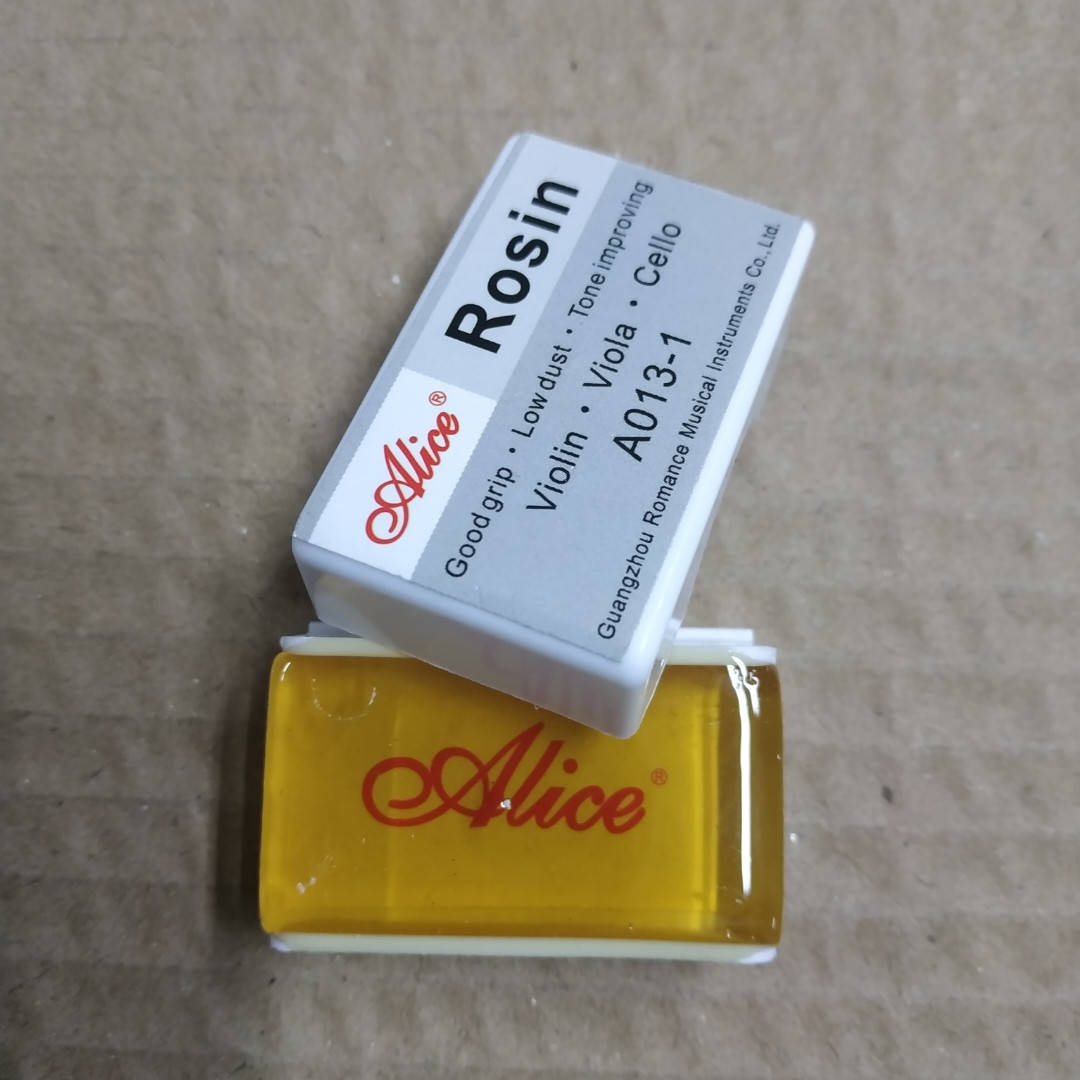 Alice® Rosin
Good grip · Low dust · Tone improving
Violin · Viola · Cello
A013-1
Guangzhou Romance Musical Instruments Co., Ltd.
Alice®